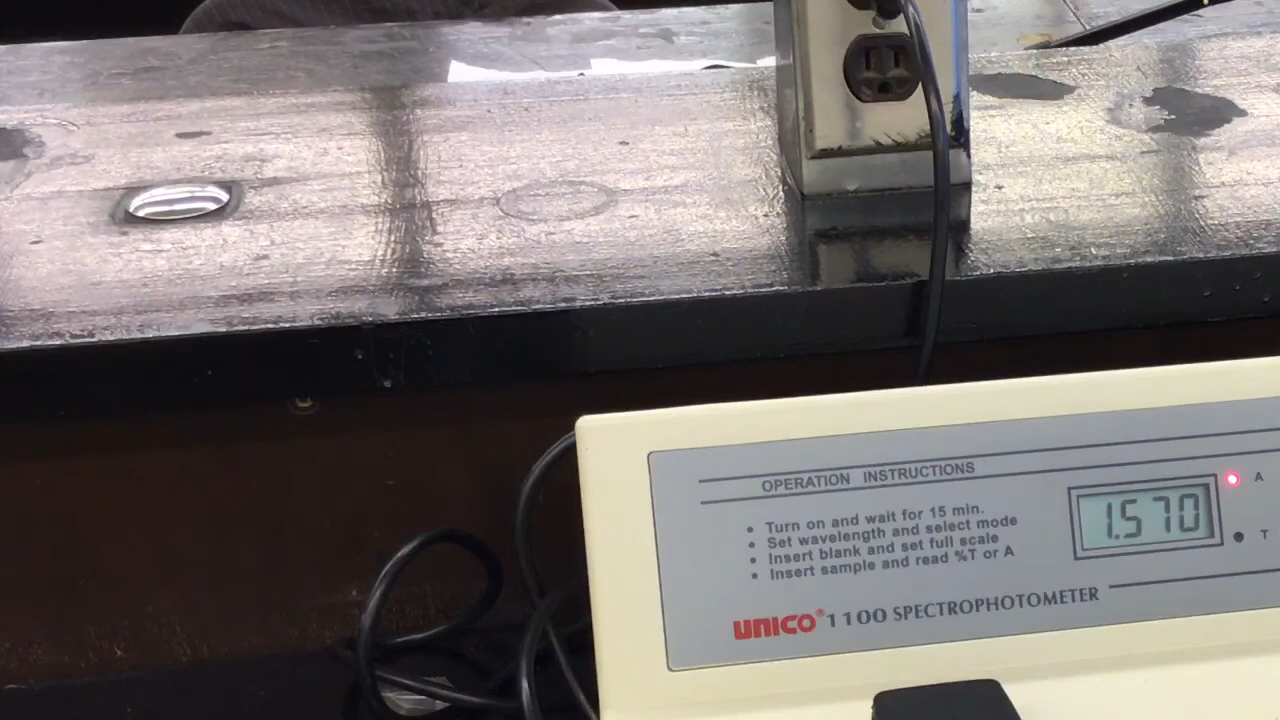 OPERATION INSTRUCTIONS
• Turn on and wait for 15 min.
• Set wavelength and select mode
• Insert blank and set full scale
• Insert sample and read %T or A
1.570
A
T
UNICO® 1100 SPECTROPHOTOMETER